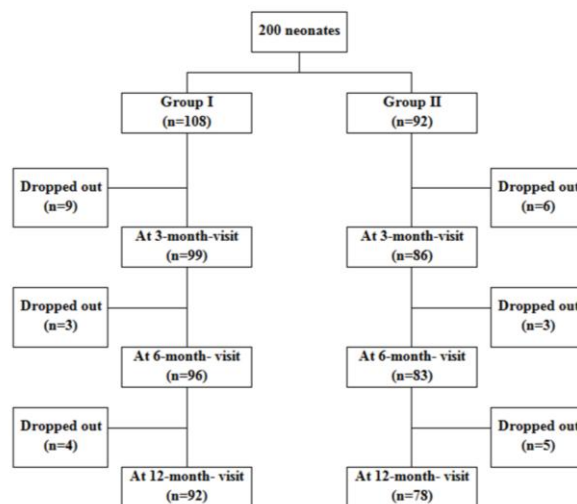 200 neonates
Group I
(n=108)
Group II
(n=92)
Dropped out
(n=9)
Dropped out
(n=6)
At 3-month-visit
(n=99)
At 3-month-visit
(n=86)
Dropped out
(n=3)
Dropped out
(n=3)
At 6-month- visit
(n=96)
At 6-month- visit
(n=83)
Dropped out
(n=4)
Dropped out
(n=5)
At 12-month- visit
(n=92)
At 12-month- visit
(n=78)